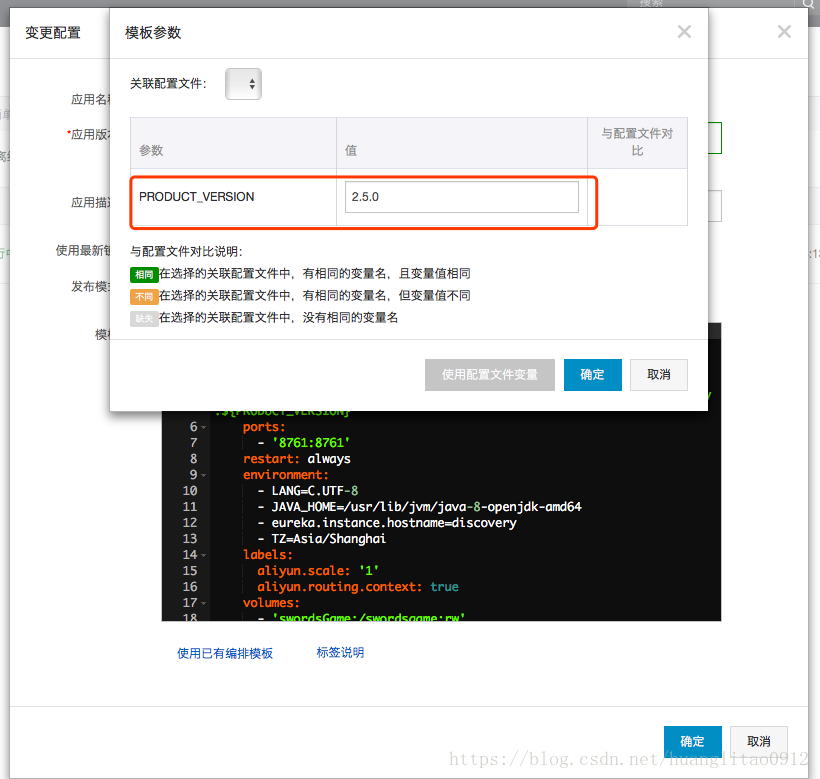 搜索
变更配置
模板参数
关联配置文件：
应用名
*应用版
应用描
使用最新
发布模
参数
值
与配置文件对
比
PRODUCT_VERSION
2.5.0
与配置文件对比说明：
相同 在选择的关联配置文件中，有相同的变量名，且变量值相同
不同 在选择的关联配置文件中，有相同的变量名，但变量值不同
缺失 在选择的关联配置文件中，没有相同的变量名
使用配置文件变量
确定
取消
:${PRODUCT_VERSION}
6 ports:
7 - '8761:8761'
8 restart: always
9 environment:
10 - LANG=C.UTF-8
11 - JAVA_HOME=/usr/lib/jvm/java-8-openjdk-amd64
12 - eureka.instance.hostname=discovery
13 - TZ=Asia/Shanghai
14 labels:
15 aliyun.scale: '1'
16 aliyun.routing.context: true
17 volumes:
18 - 'swordsGame:/swordsgame:rw'
使用已有编排模板
标签说明
确定
取消
https://blog.csdn.net/huanglitao0912